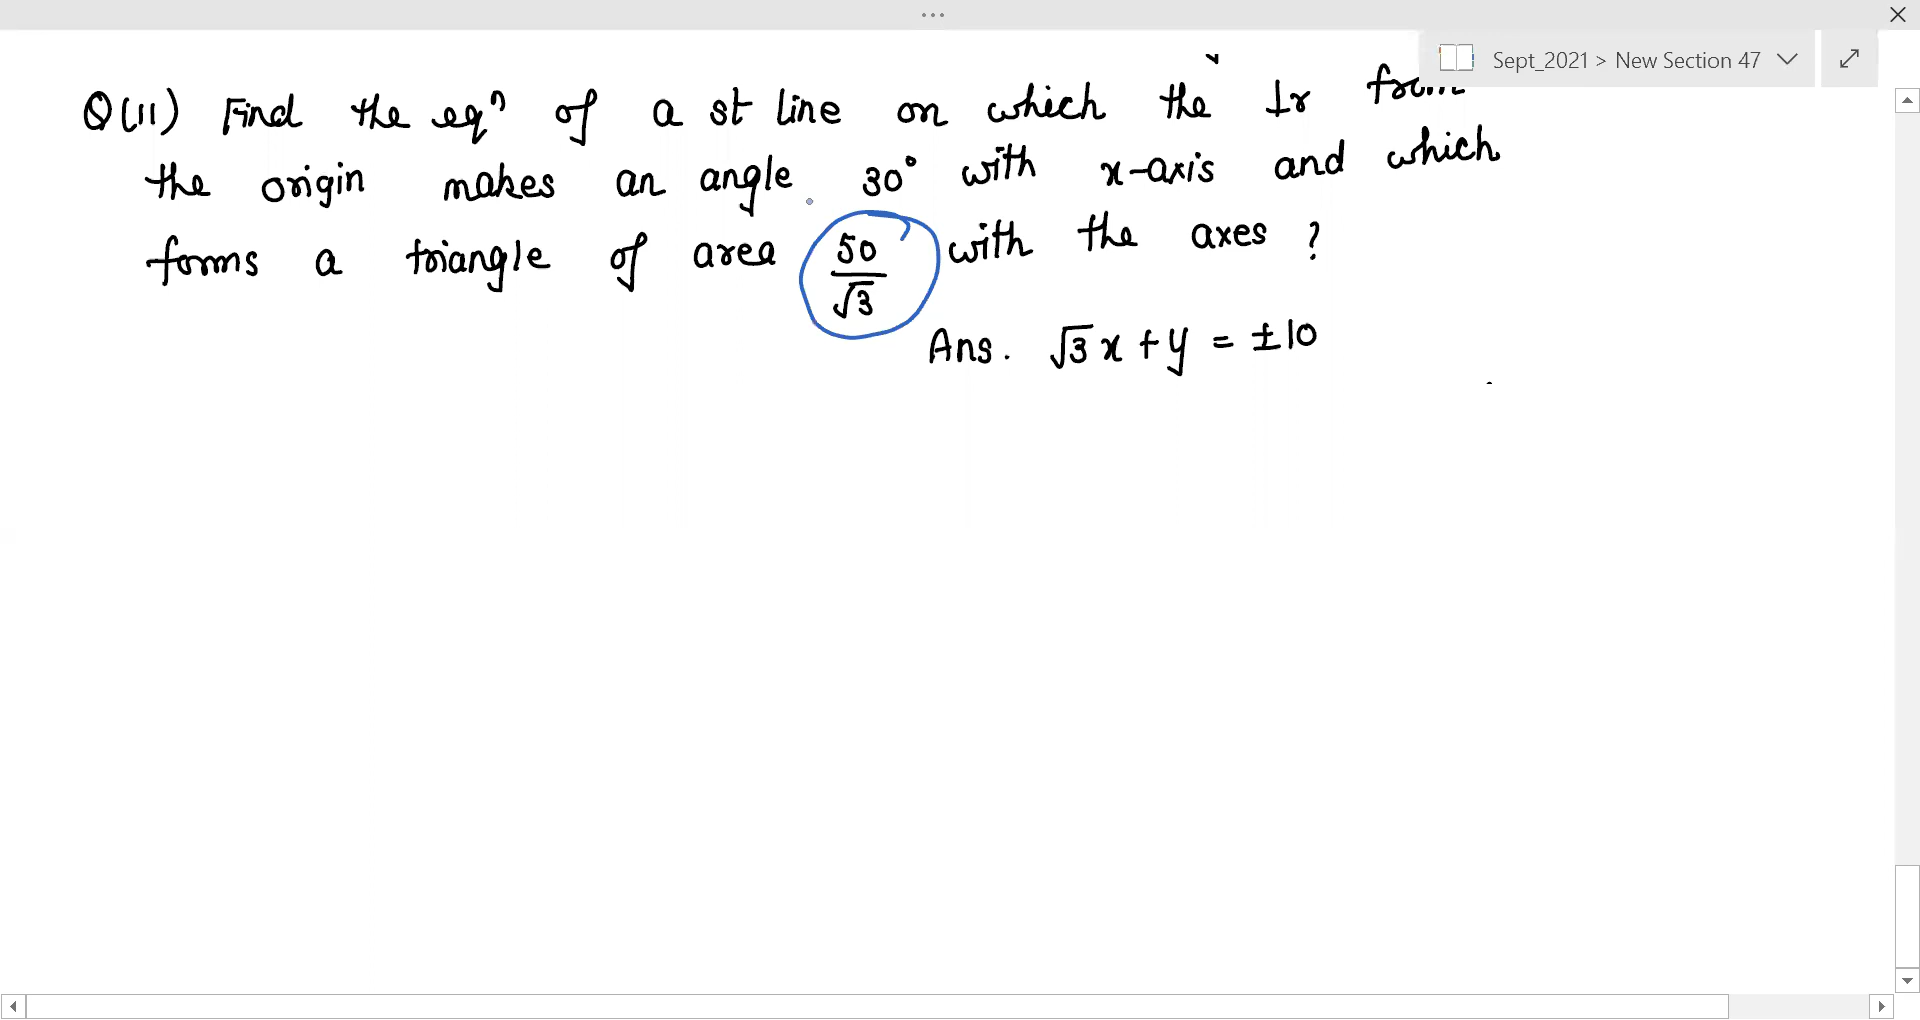 Sept_2021 > New Section 47
Q(11) Find the eqⁿ of a st line on which the ⊥r from
the origin makes an angle 30° with x-axis and which
forms a triangle of area 50/√3 with the axes ?
Ans. √3x + y = ±10